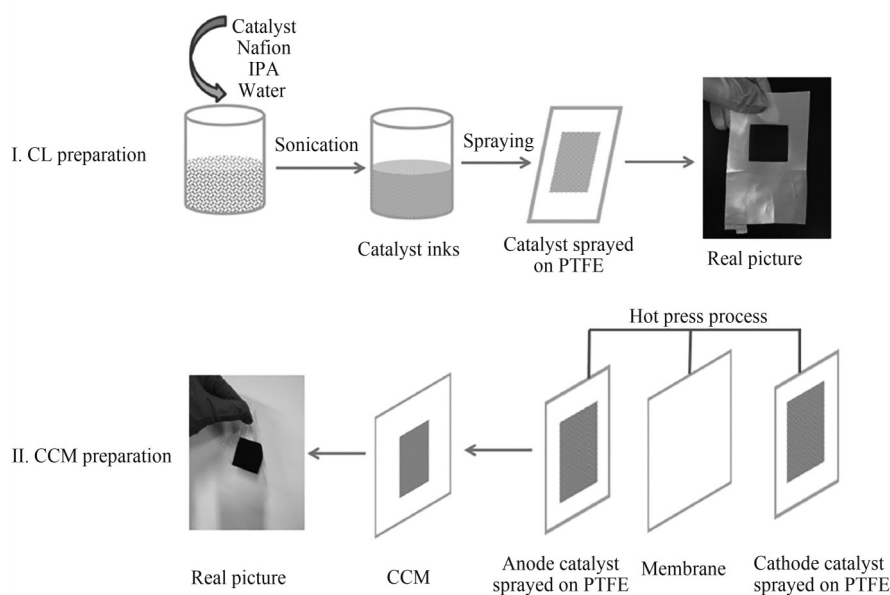 Catalyst
Nafion
IPA
Water
I. CL preparation
Sonication
Spraying
Catalyst inks
Catalyst sprayed
on PTFE
Real picture
Hot press process
II. CCM preparation
Real picture
CCM
Anode catalyst
sprayed on PTFE
Membrane
Cathode catalyst
sprayed on PTFE